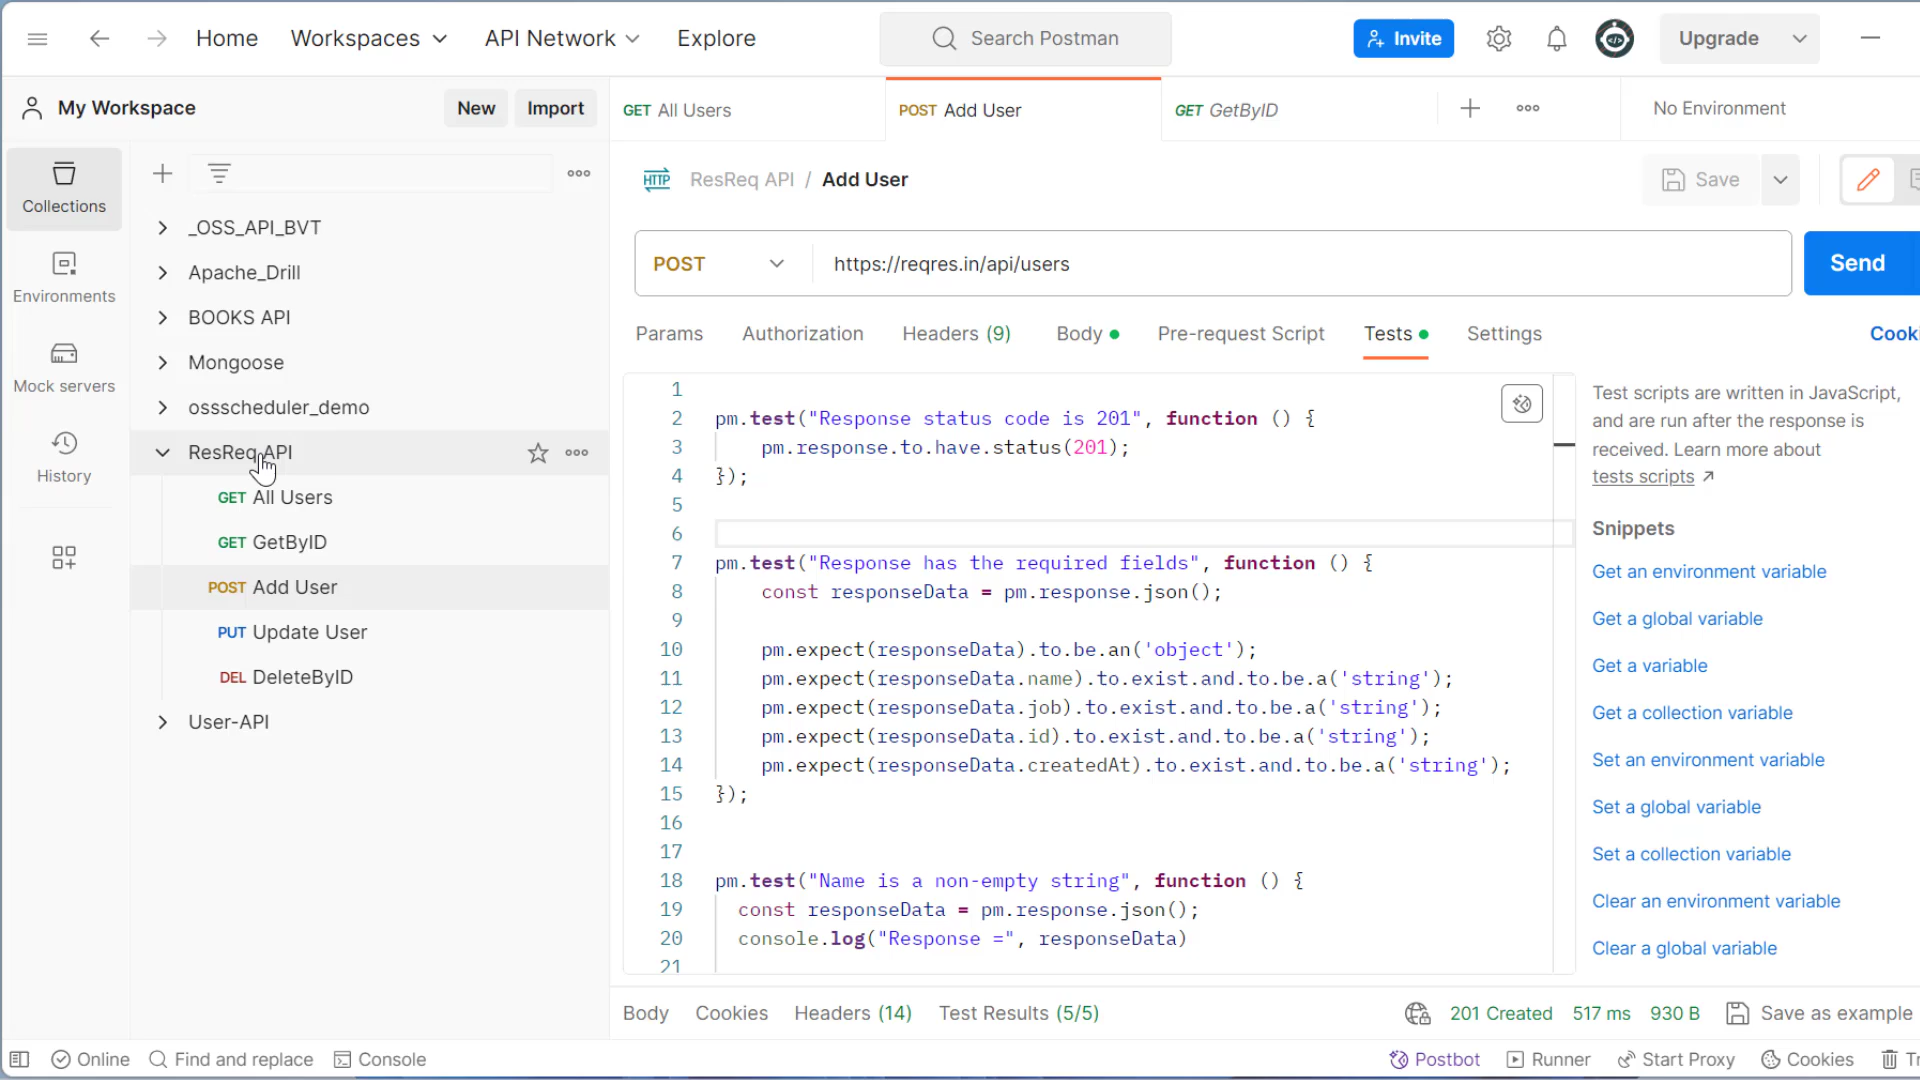 Home Workspaces API Network Explore Search Postman Invite Upgrade
My Workspace New Import
GET All Users POST Add User GET GetByID No Environment
Collections
Environments
Mock servers
History
_OSS_API_BVT
Apache_Drill
BOOKS API
Mongoose
ossscheduler_demo
ResReq API
GET All Users
GET GetByID
POST Add User
PUT Update User
DEL DeleteByID
User-API
HTTP ResReq API / Add User Save
POST https://reqres.in/api/users Send
Params Authorization Headers (9) Body Pre-request Script Tests Settings Cooki
1
2 pm.test("Response status code is 201", function () {
3 pm.response.to.have.status(201);
4 });
5
6
7 pm.test("Response has the required fields", function () {
8 const responseData = pm.response.json();
9
10 pm.expect(responseData).to.be.an('object');
11 pm.expect(responseData.name).to.exist.and.to.be.a('string');
12 pm.expect(responseData.job).to.exist.and.to.be.a('string');
13 pm.expect(responseData.id).to.exist.and.to.be.a('string');
14 pm.expect(responseData.createdAt).to.exist.and.to.be.a('string');
15 });
16
17
18 pm.test("Name is a non-empty string", function () {
19 const responseData = pm.response.json();
20 console.log("Response =", responseData)
21
Test scripts are written in JavaScript,
and are run after the response is
received. Learn more about
tests scripts
Snippets
Get an environment variable
Get a global variable
Get a variable
Get a collection variable
Set an environment variable
Set a global variable
Set a collection variable
Clear an environment variable
Clear a global variable
Body Cookies Headers (14) Test Results (5/5) 201 Created 517 ms 930 B Save as example
Online Find and replace Console Postbot Runner Start Proxy Cookies Tr